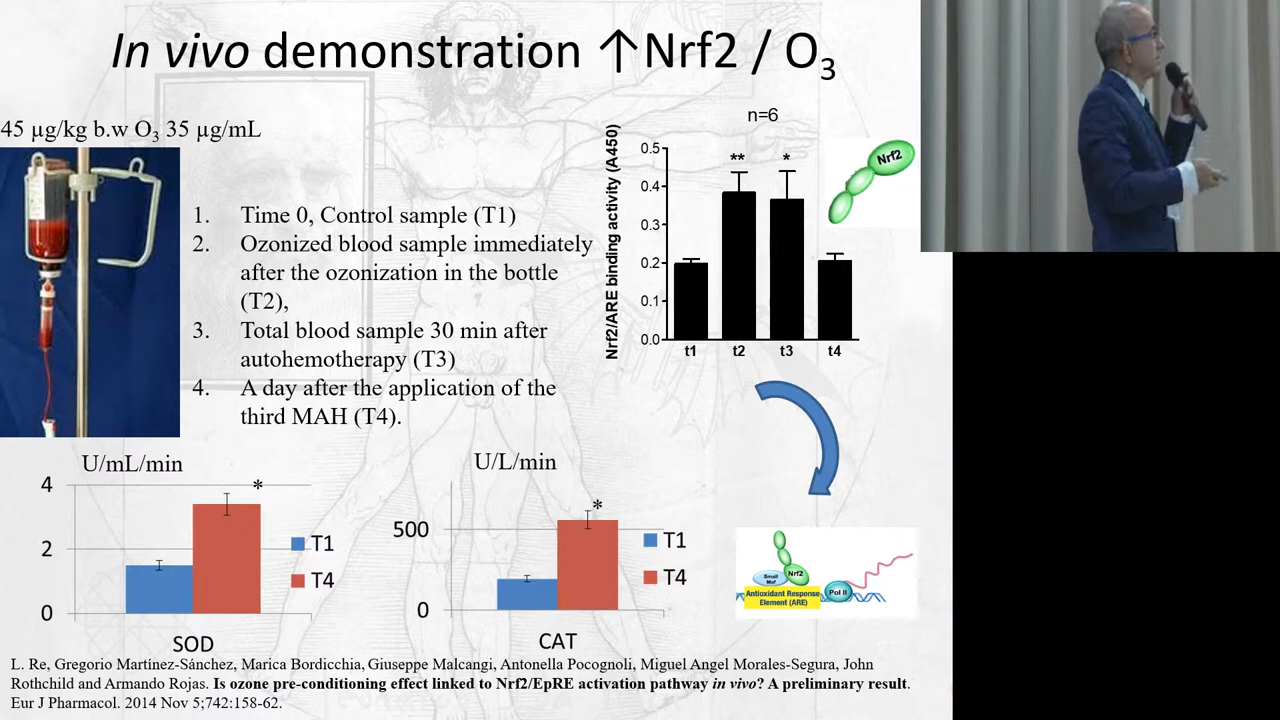 In vivo demonstration ↑Nrf2 / O3
45 µg/kg b.w O3 35 µg/mL
1. Time 0, Control sample (T1)
2. Ozonized blood sample immediately
after the ozonization in the bottle
(T2),
3. Total blood sample 30 min after
autohemotherapy (T3)
4. A day after the application of the
third MAH (T4).
n=6
Nrf2/ARE binding activity (A450)
0.5
0.4
0.3
0.2
0.1
0.0
** *
t1 t2 t3 t4
Nrf2
U/mL/min
4
2
0
*
T1
T4
SOD
U/L/min
500
0
*
T1
T4
CAT
Small
Maf
Nrf2
Antioxidant Response
Element (ARE)
Pol II
L. Re, Gregorio Martínez-Sánchez, Marica Bordicchia, Giuseppe Malcangi, Antonella Pocognoli, Miguel Angel Morales-Segura, John
Rothchild and Armando Rojas. Is ozone pre-conditioning effect linked to Nrf2/EpRE activation pathway in vivo? A preliminary result.
Eur J Pharmacol. 2014 Nov 5;742:158-62.